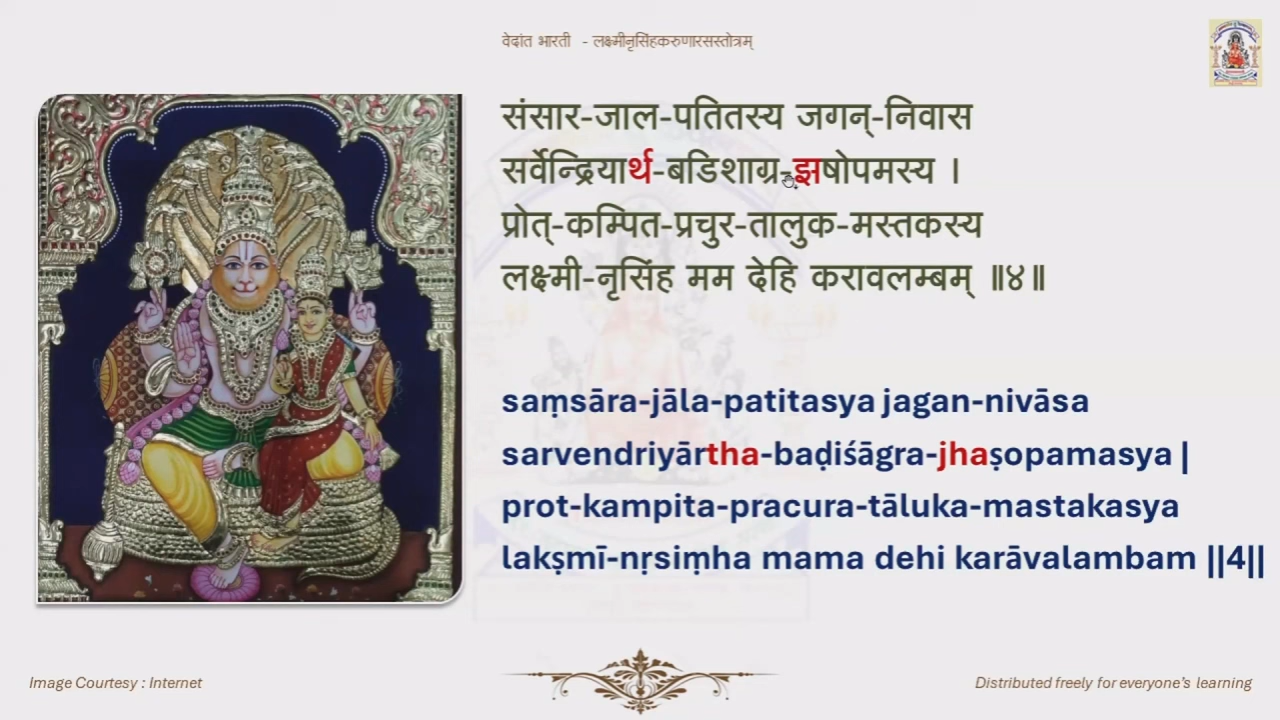 वेदांत भारती - लक्ष्मीनृसिंहकरुणारसस्तोत्रम्
संसार-जाल-पतितस्य जगन्-निवास
सर्वेन्द्रियार्थ-बडिशाग्र-झषोपमस्य ।
प्रोत्-कम्पित-प्रचुर-तालुक-मस्तकस्य
लक्ष्मी-नृसिंह मम देहि करावलम्बम् ॥४॥
saṃsāra-jāla-patitasya jagan-nivāsa
sarvendriyārtha-baḍiśāgra-jhaṣopamasya |
prot-kampita-pracura-tāluka-mastakasya
lakṣmī-nṛsiṃha mama dehi karāvalambam ||4||
Image Courtesy : Internet
Distributed freely for everyone's learning